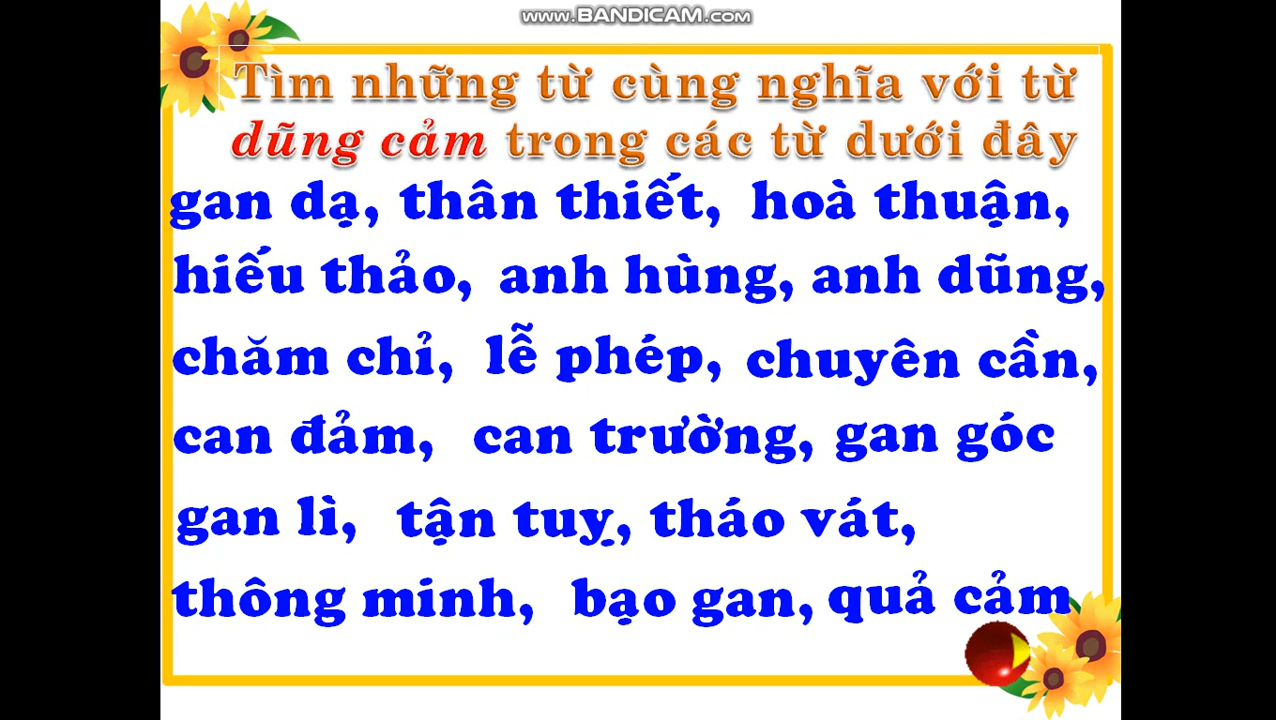 www.BANDICAM.com
Tìm những từ cùng nghĩa với từ
dũng cảm trong các từ dưới đây
gan dạ, thân thiết, hoà thuận,
hiếu thảo, anh hùng, anh dũng,
chăm chỉ, lễ phép, chuyên cần,
can đảm, can trường, gan góc
gan lì, tận tuỵ, tháo vát,
thông minh, bạo gan, quả cảm